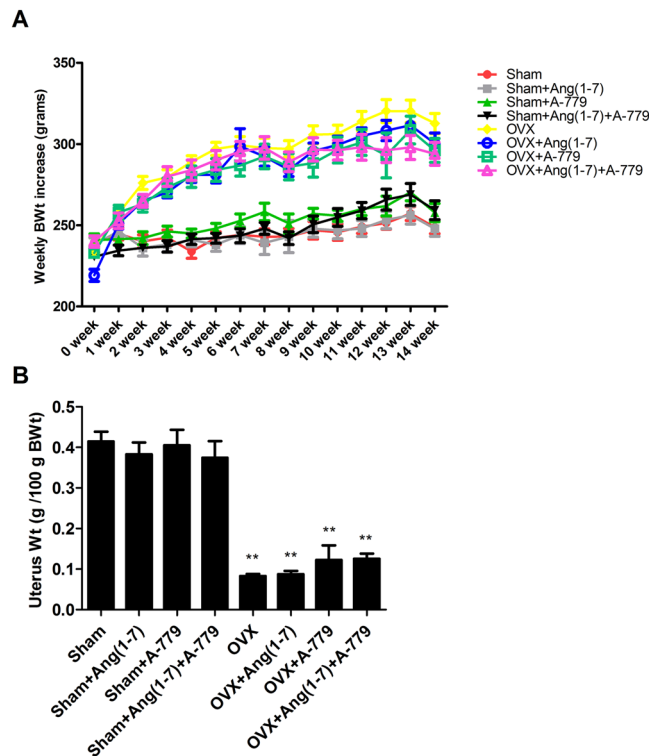 A
Weekly BWt increase (grams)
350
300
250
200
0 week
1 week
2 week
3 week
4 week
5 week
6 week
7 week
8 week
9 week
10 week
11 week
12 week
13 week
14 week
Sham
Sham+Ang(1-7)
Sham+A-779
Sham+Ang(1-7)+A-779
OVX
OVX+Ang(1-7)
OVX+A-779
OVX+Ang(1-7)+A-779
B
Uterus Wt (g /100 g BWt)
0.5
0.4
0.3
0.2
0.1
0.0
**
**
**
**
Sham
Sham+Ang(1-7)
Sham+A-779
Sham+Ang(1-7)+A-779
OVX
OVX+Ang(1-7)
OVX+A-779
OVX+Ang(1-7)+A-779